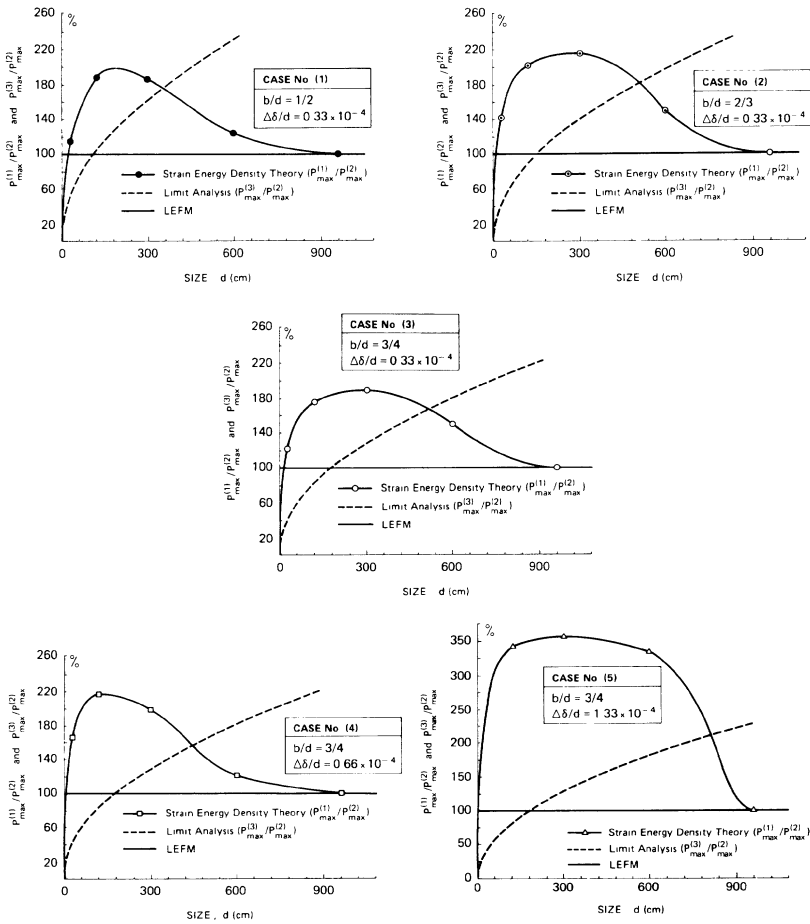 %
260
220
180
140
100
60
20
P(1)max/P(2)max and P(3)max/P(2)max
CASE No (1)
b/d = 1/2
Δδ/d = 0 33 × 10-4
Strain Energy Density Theory (P(1)max/P(2)max)
Limit Analysis (P(3)max/P(2)max)
LEFM
0 300 600 900
SIZE d (cm)
%
260
220
180
140
100
60
20
P(1)max/P(2)max and P(3)max/P(2)max
CASE No (2)
b/d = 2/3
Δδ/d = 0 33 × 10-4
Strain Energy Density Theory (P(1)max/P(2)max)
Limit Analysis (P(3)max/P(2)max)
LEFM
0 300 600 900
SIZE d (cm)
%
260
220
180
140
100
60
20
P(1)max/P(2)max and P(3)max/P(2)max
CASE No (3)
b/d = 3/4
Δδ/d = 0 33 × 10-4
Strain Energy Density Theory (P(1)max/P(2)max)
Limit Analysis (P(3)max/P(2)max)
LEFM
0 300 600 900
SIZE d (cm)
%
260
220
180
140
100
60
20
P(1)max/P(2)max and P(3)max/P(2)max
CASE No (4)
b/d = 3/4
Δδ/d = 0 66 × 10-4
Strain Energy Density Theory (P(1)max/P(2)max)
Limit Analysis (P(3)max/P(2)max)
LEFM
0 300 600 900
SIZE , d (cm)
%
350
300
250
200
150
100
50
0
P(1)max/P(2)max and P(3)max/P(2)max
CASE No (5)
b/d = 3/4
Δδ/d = 1 33 × 10-4
Strain Energy Density Theory (P(1)max/P(2)max)
Limit Analysis (P(3)max/P(2)max)
LEFM
0 300 600 900
SIZE d (cm)